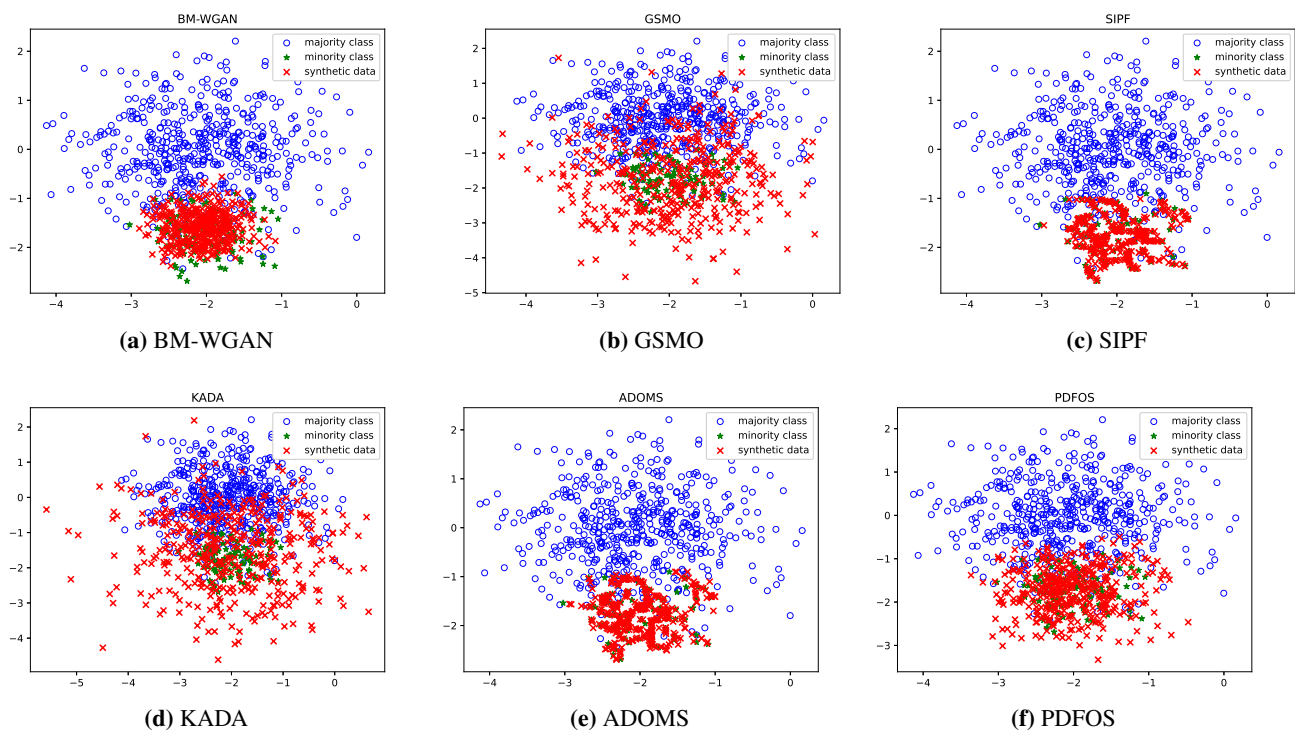 BM-WGAN
majority class
minority class
synthetic data
2
1
0
−1
−2
−4 −3 −2 −1 0
(a) BM-WGAN
GSMO
majority class
minority class
synthetic data
2
1
0
−1
−2
−3
−4
−5
−4 −3 −2 −1 0
(b) GSMO
SIPF
majority class
minority class
synthetic data
2
1
0
−1
−2
−4 −3 −2 −1 0
(c) SIPF
KADA
majority class
minority class
synthetic data
2
1
0
−1
−2
−3
−4
−5 −4 −3 −2 −1 0
(d) KADA
ADOMS
majority class
minority class
synthetic data
2
1
0
−1
−2
−4 −3 −2 −1 0
(e) ADOMS
PDFOS
majority class
minority class
synthetic data
2
1
0
−1
−2
−3
−4 −3 −2 −1 0
(f) PDFOS